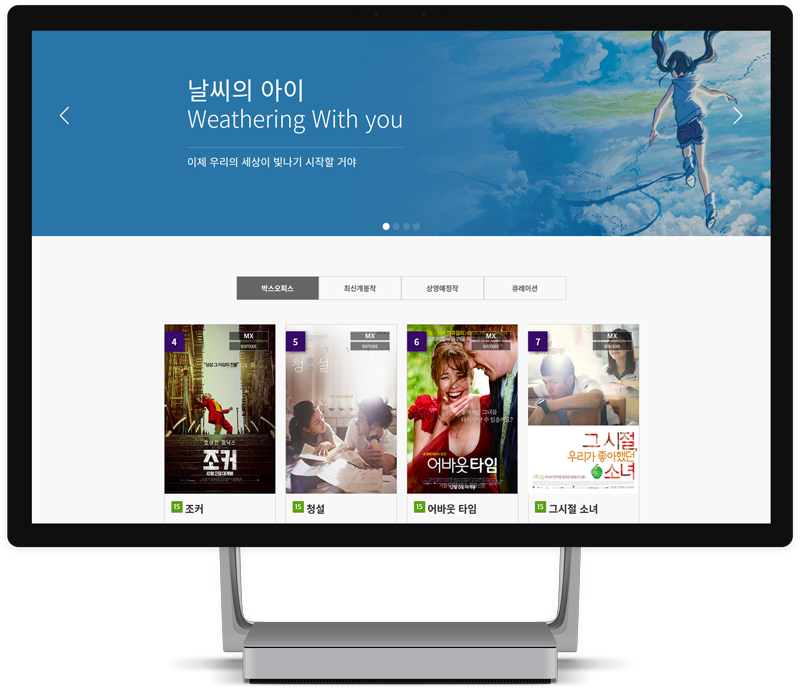 날씨의 아이
Weathering With you
이제 우리의 세상이 빛나기 시작할 거야
박스오피스
최신개봉작
상영예정작
큐레이션
4
MX
조커
15 조커
5
MX
청설
15 청설
6
MX
어바웃 타임
15 어바웃 타임
7
MX
그 시절,
우리가 좋아했던
소녀
15 그시절 소녀